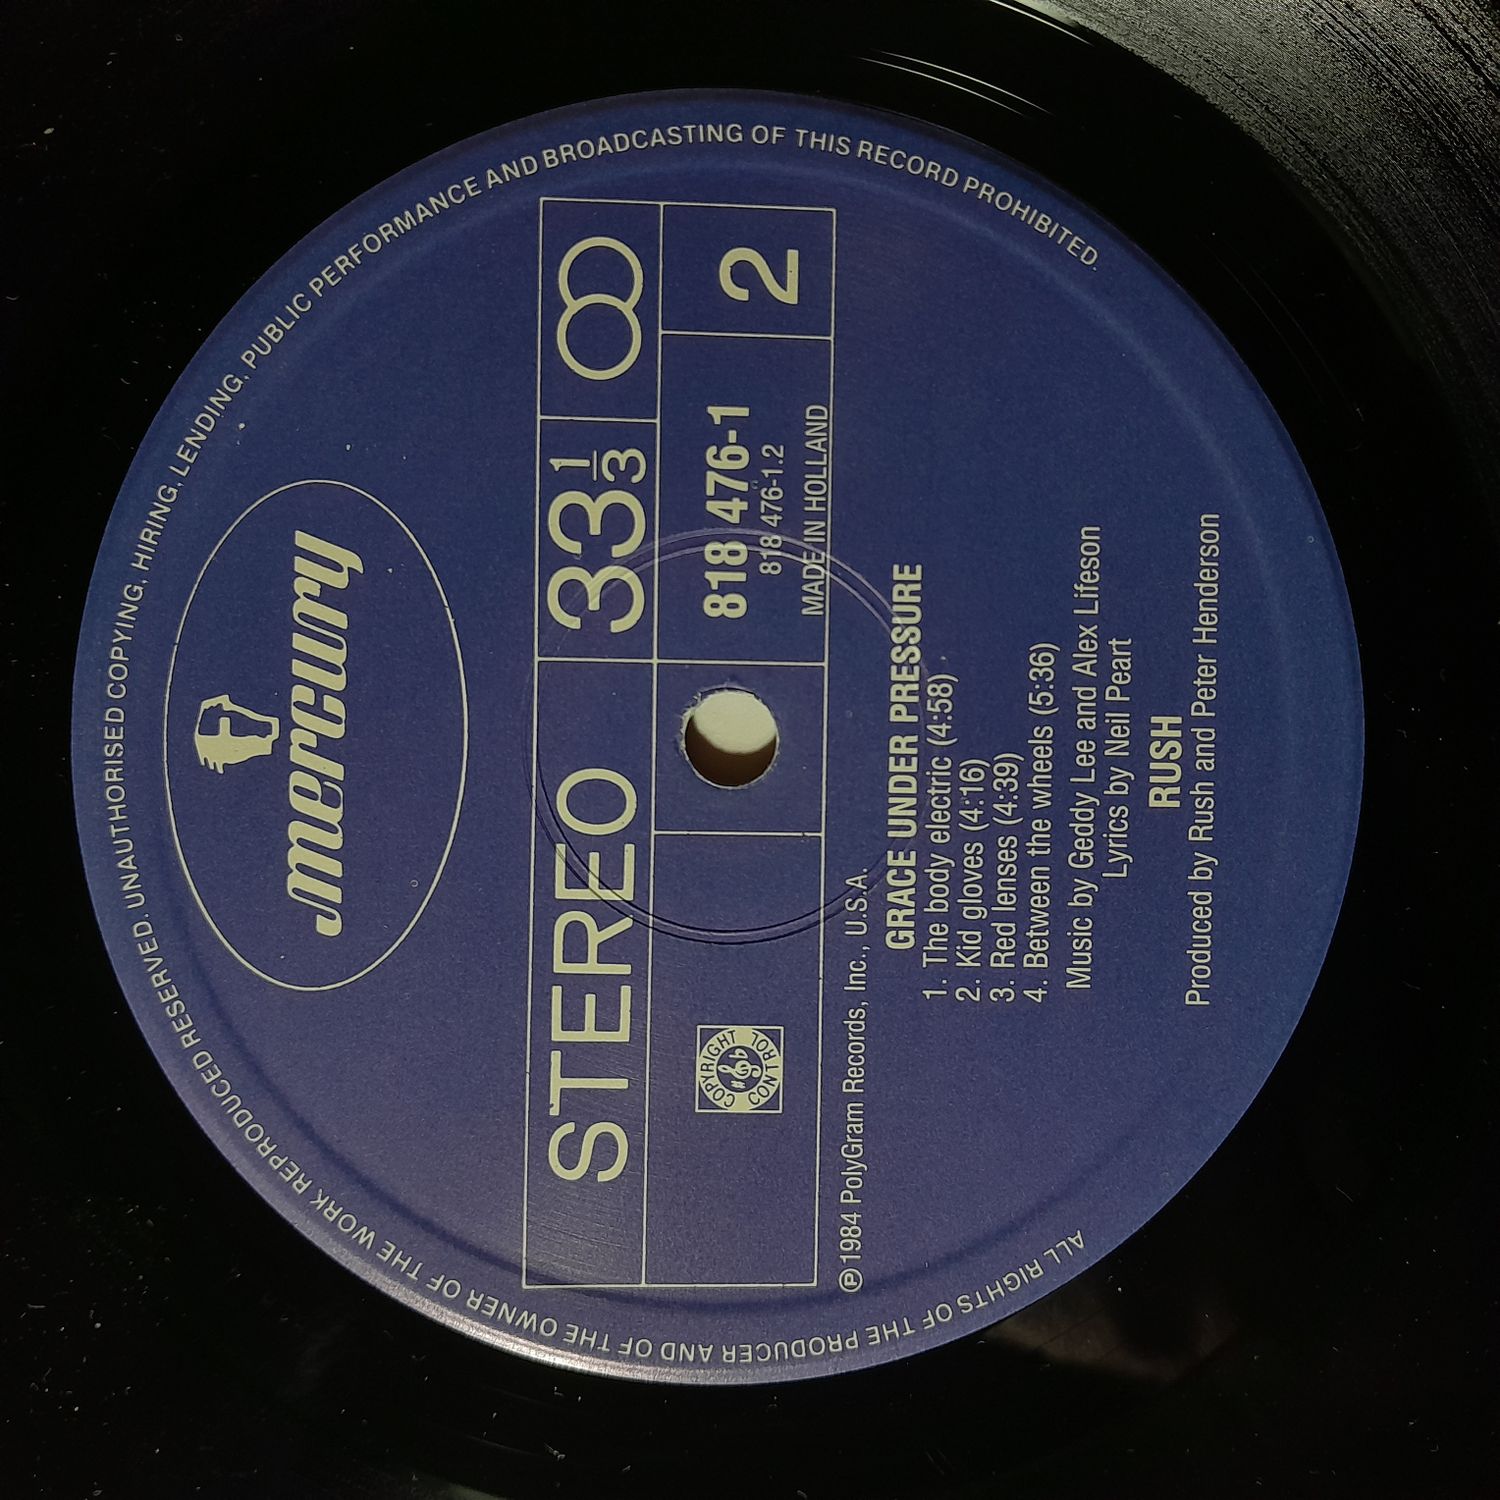 ALL RIGHTS OF THE PRODUCER AND OF THE OWNER OF THE WORK REPRODUCED RESERVED. UNAUTHORISED COPYING, HIRING, LENDING, PUBLIC PERFORMANCE AND BROADCASTING OF THIS RECORD PROHIBITED.
mercury
STEREO 33 1/3
COPYRIGHT CONTROL
818 476-1 2
818 476-1.2
MADE IN HOLLAND
℗ 1984 PolyGram Records, Inc., U.S.A.
GRACE UNDER PRESSURE
1. The body electric (4:58)
2. Kid gloves (4:16)
3. Red lenses (4:39)
4. Between the wheels (5:36)
Music by Geddy Lee and Alex Lifeson
Lyrics by Neil Peart
RUSH
Produced by Rush and Peter Henderson